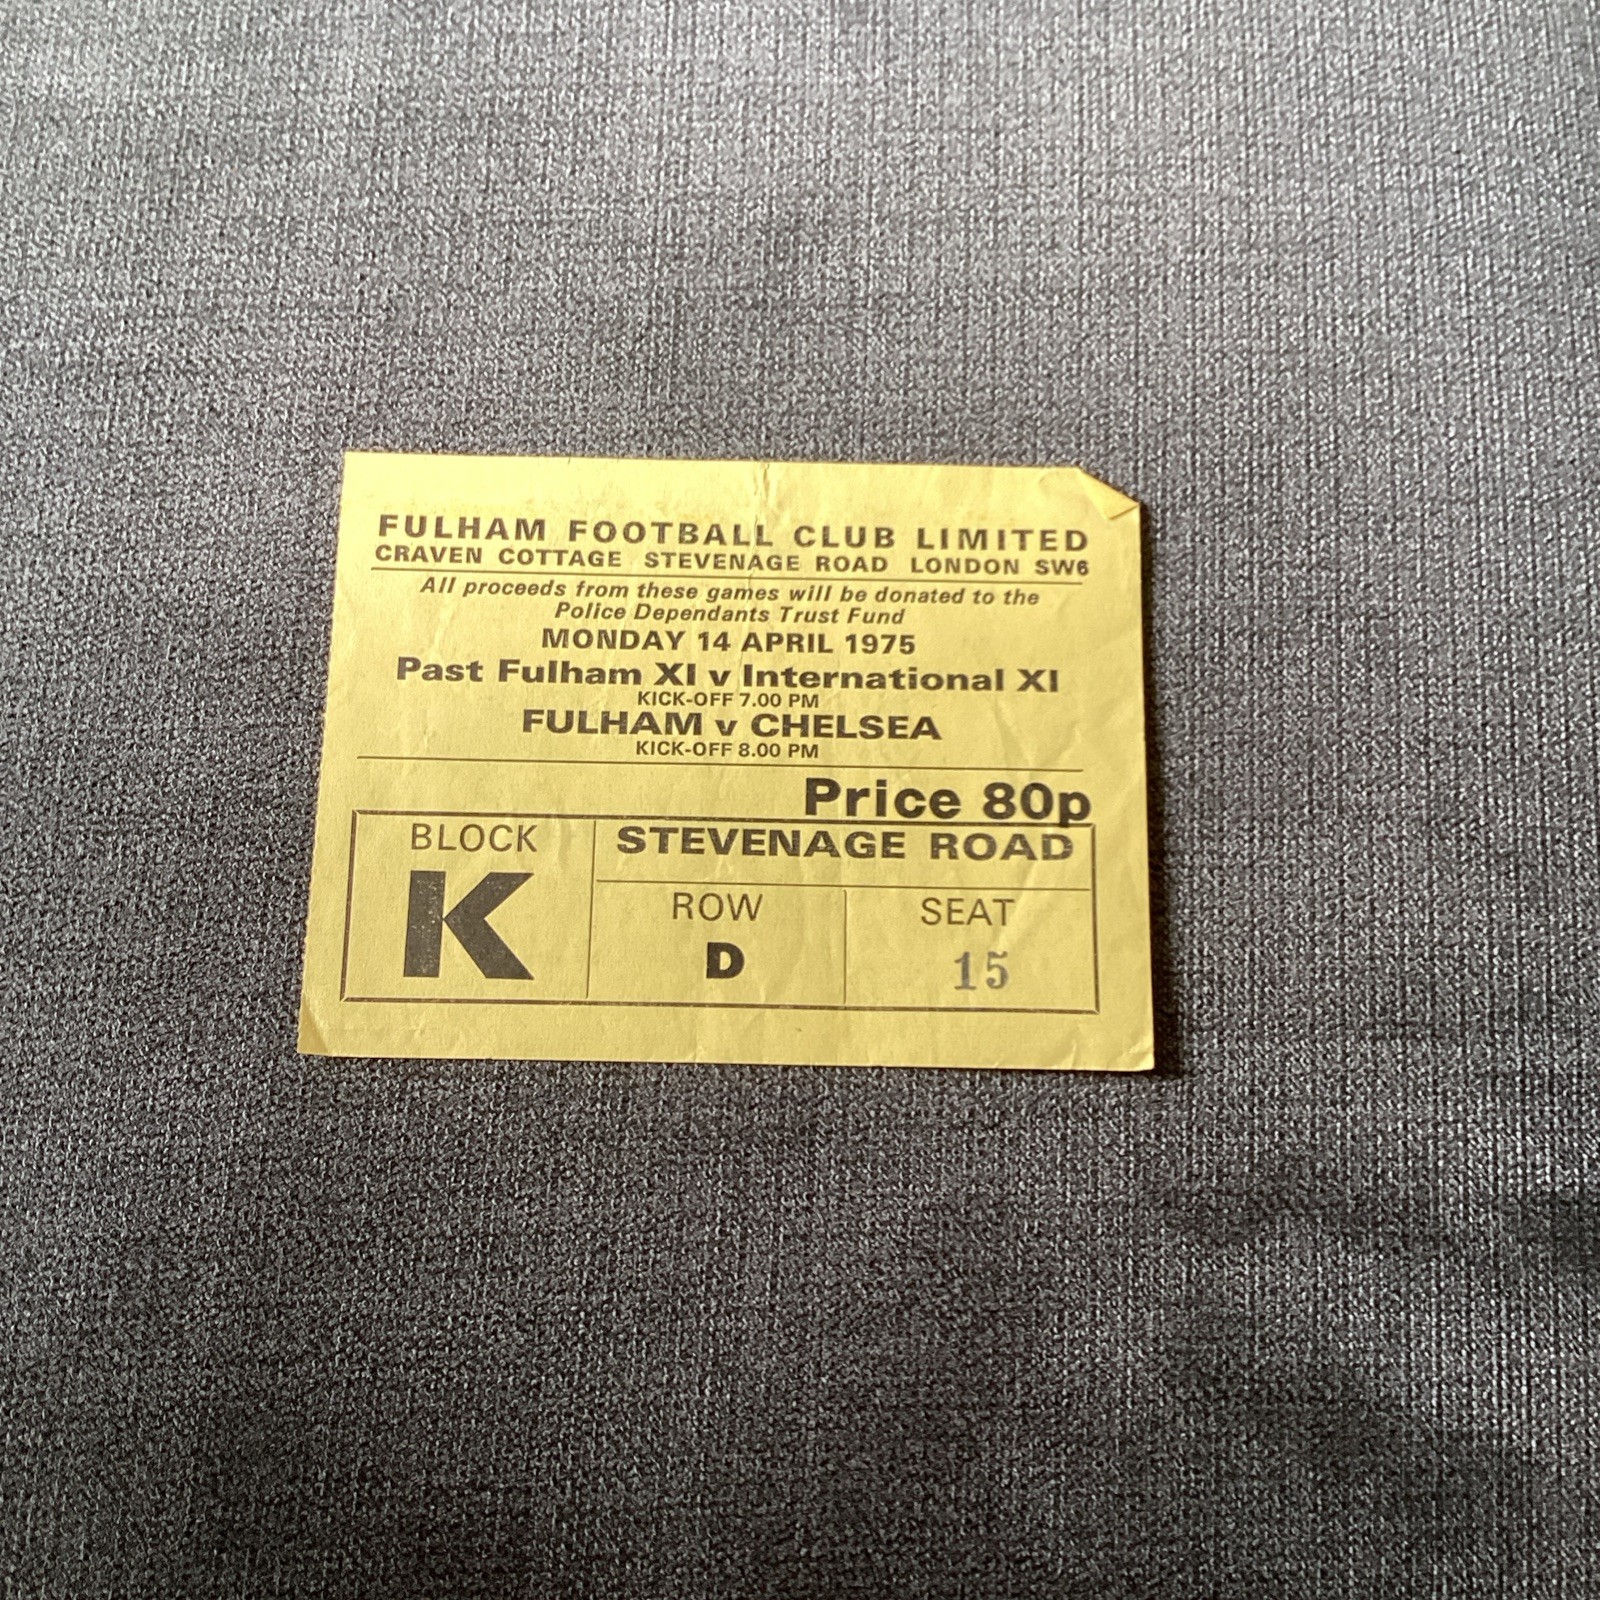 FULHAM FOOTBALL CLUB LIMITED
CRAVEN COTTAGE STEVENAGE ROAD LONDON SW6
All proceeds from these games will be donated to the
Police Dependants Trust Fund
MONDAY 14 APRIL 1975
Past Fulham XI v International XI
KICK-OFF 7.00 PM
FULHAM v CHELSEA
KICK-OFF 8.00 PM
Price 80p
BLOCK
K
STEVENAGE ROAD
ROW
D
SEAT
15